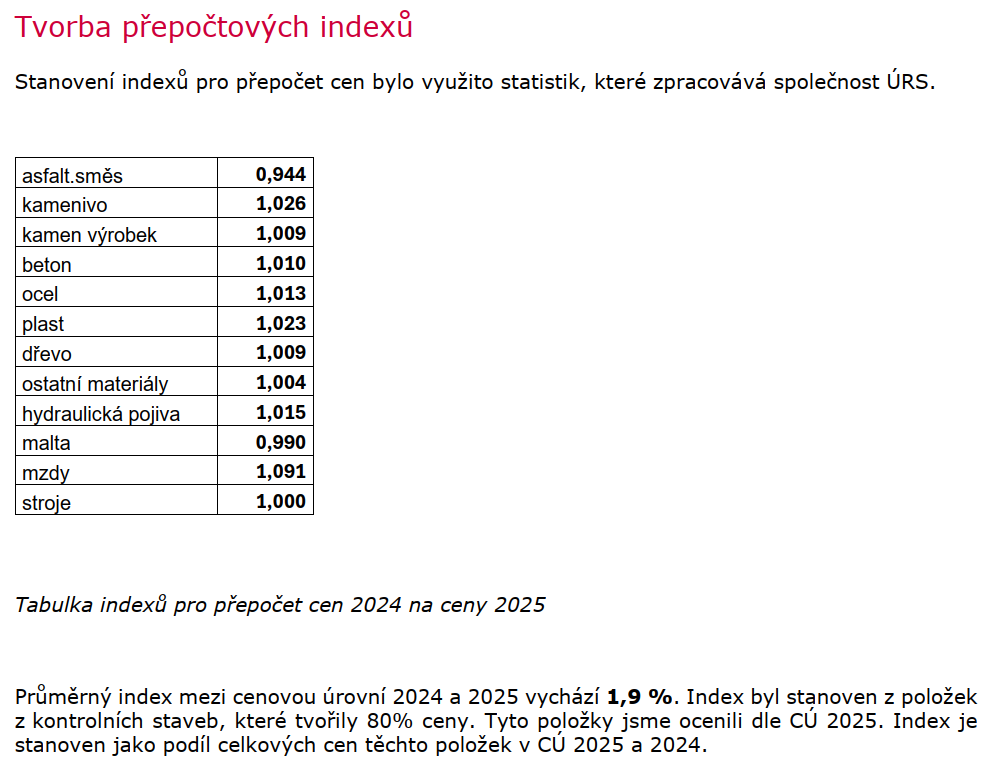 Tvorba přepočtových indexů
Stanovení indexů pro přepočet cen bylo využito statistik, které zpracovává společnost ÚRS.
asfalt.směs 0,944
kamenivo 1,026
kamen výrobek 1,009
beton 1,010
ocel 1,013
plast 1,023
dřevo 1,009
ostatní materiály 1,004
hydraulická pojiva 1,015
malta 0,990
mzdy 1,091
stroje 1,000
Tabulka indexů pro přepočet cen 2024 na ceny 2025
Průměrný index mezi cenovou úrovní 2024 a 2025 vychází 1,9 %. Index byl stanoven z položek
z kontrolních staveb, které tvořily 80% ceny. Tyto položky jsme ocenili dle CÚ 2025. Index je
stanoven jako podíl celkových cen těchto položek v CÚ 2025 a 2024.